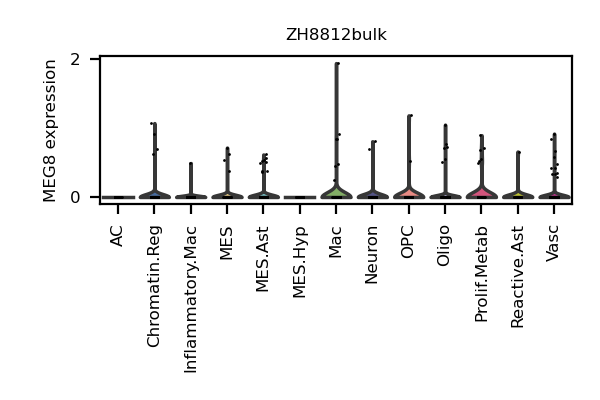 ZH8812bulk
MEG8 expression
2
0
AC
Chromatin.Reg
Inflammatory.Mac
MES
MES.Ast
MES.Hyp
Mac
Neuron
OPC
Oligo
Prolif.Metab
Reactive.Ast
Vasc